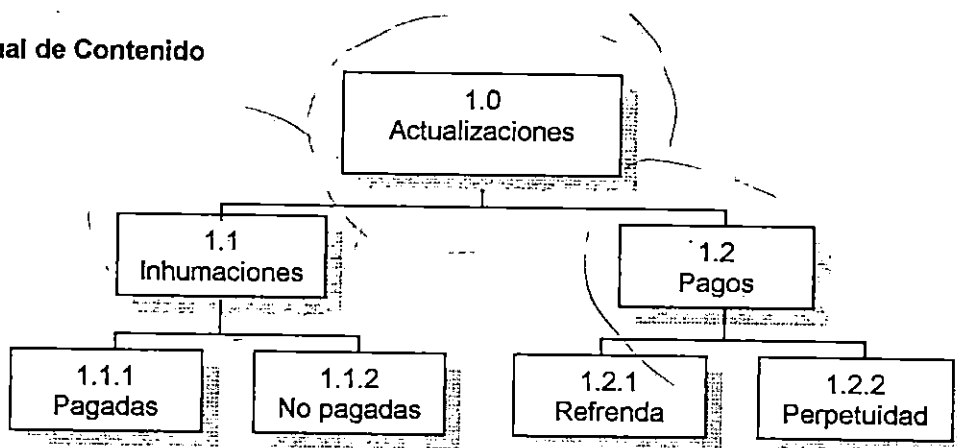 ual de Contenido
1.0
Actualizaciones
1.1
Inhumaciones
1.2
Pagos
1.1.1
Pagadas
1.1.2
No pagadas
1.2.1
Refrenda
1.2.2
Perpetuidad